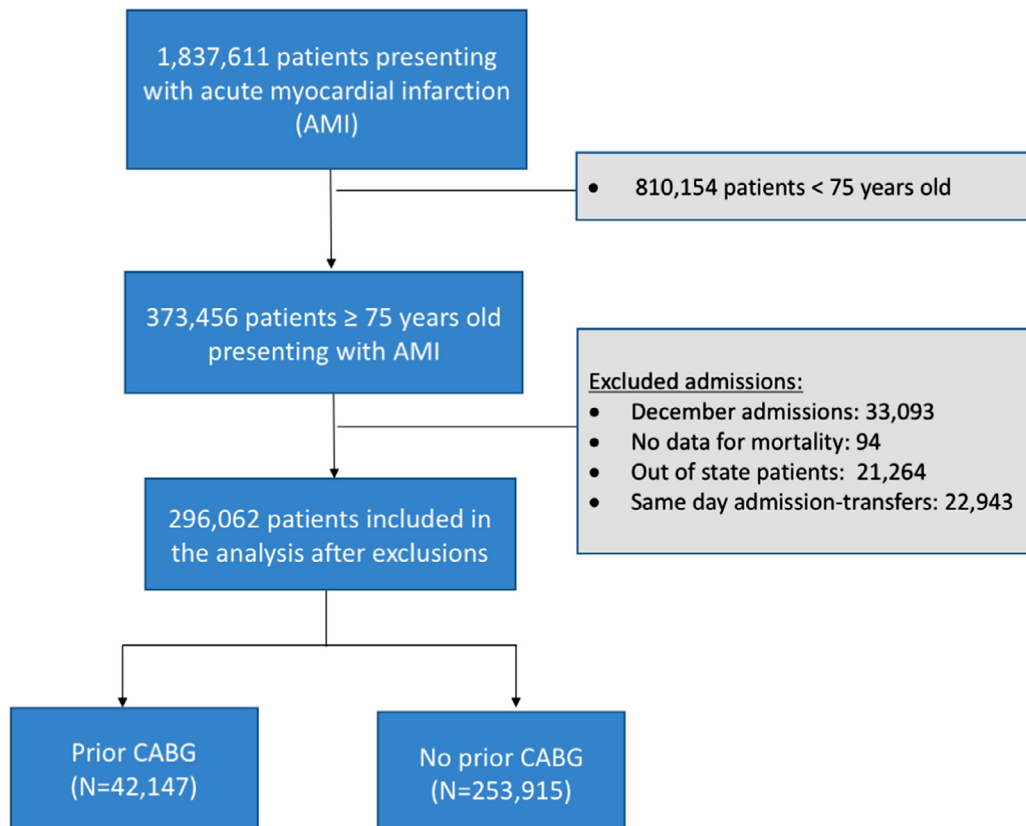 1,837,611 patients presenting
with acute myocardial infarction
(AMI)
• 810,154 patients < 75 years old
373,456 patients ≥ 75 years old
presenting with AMI
Excluded admissions:
• December admissions: 33,093
• No data for mortality: 94
• Out of state patients: 21,264
• Same day admission-transfers: 22,943
296,062 patients included in
the analysis after exclusions
Prior CABG
(N=42,147)
No prior CABG
(N=253,915)